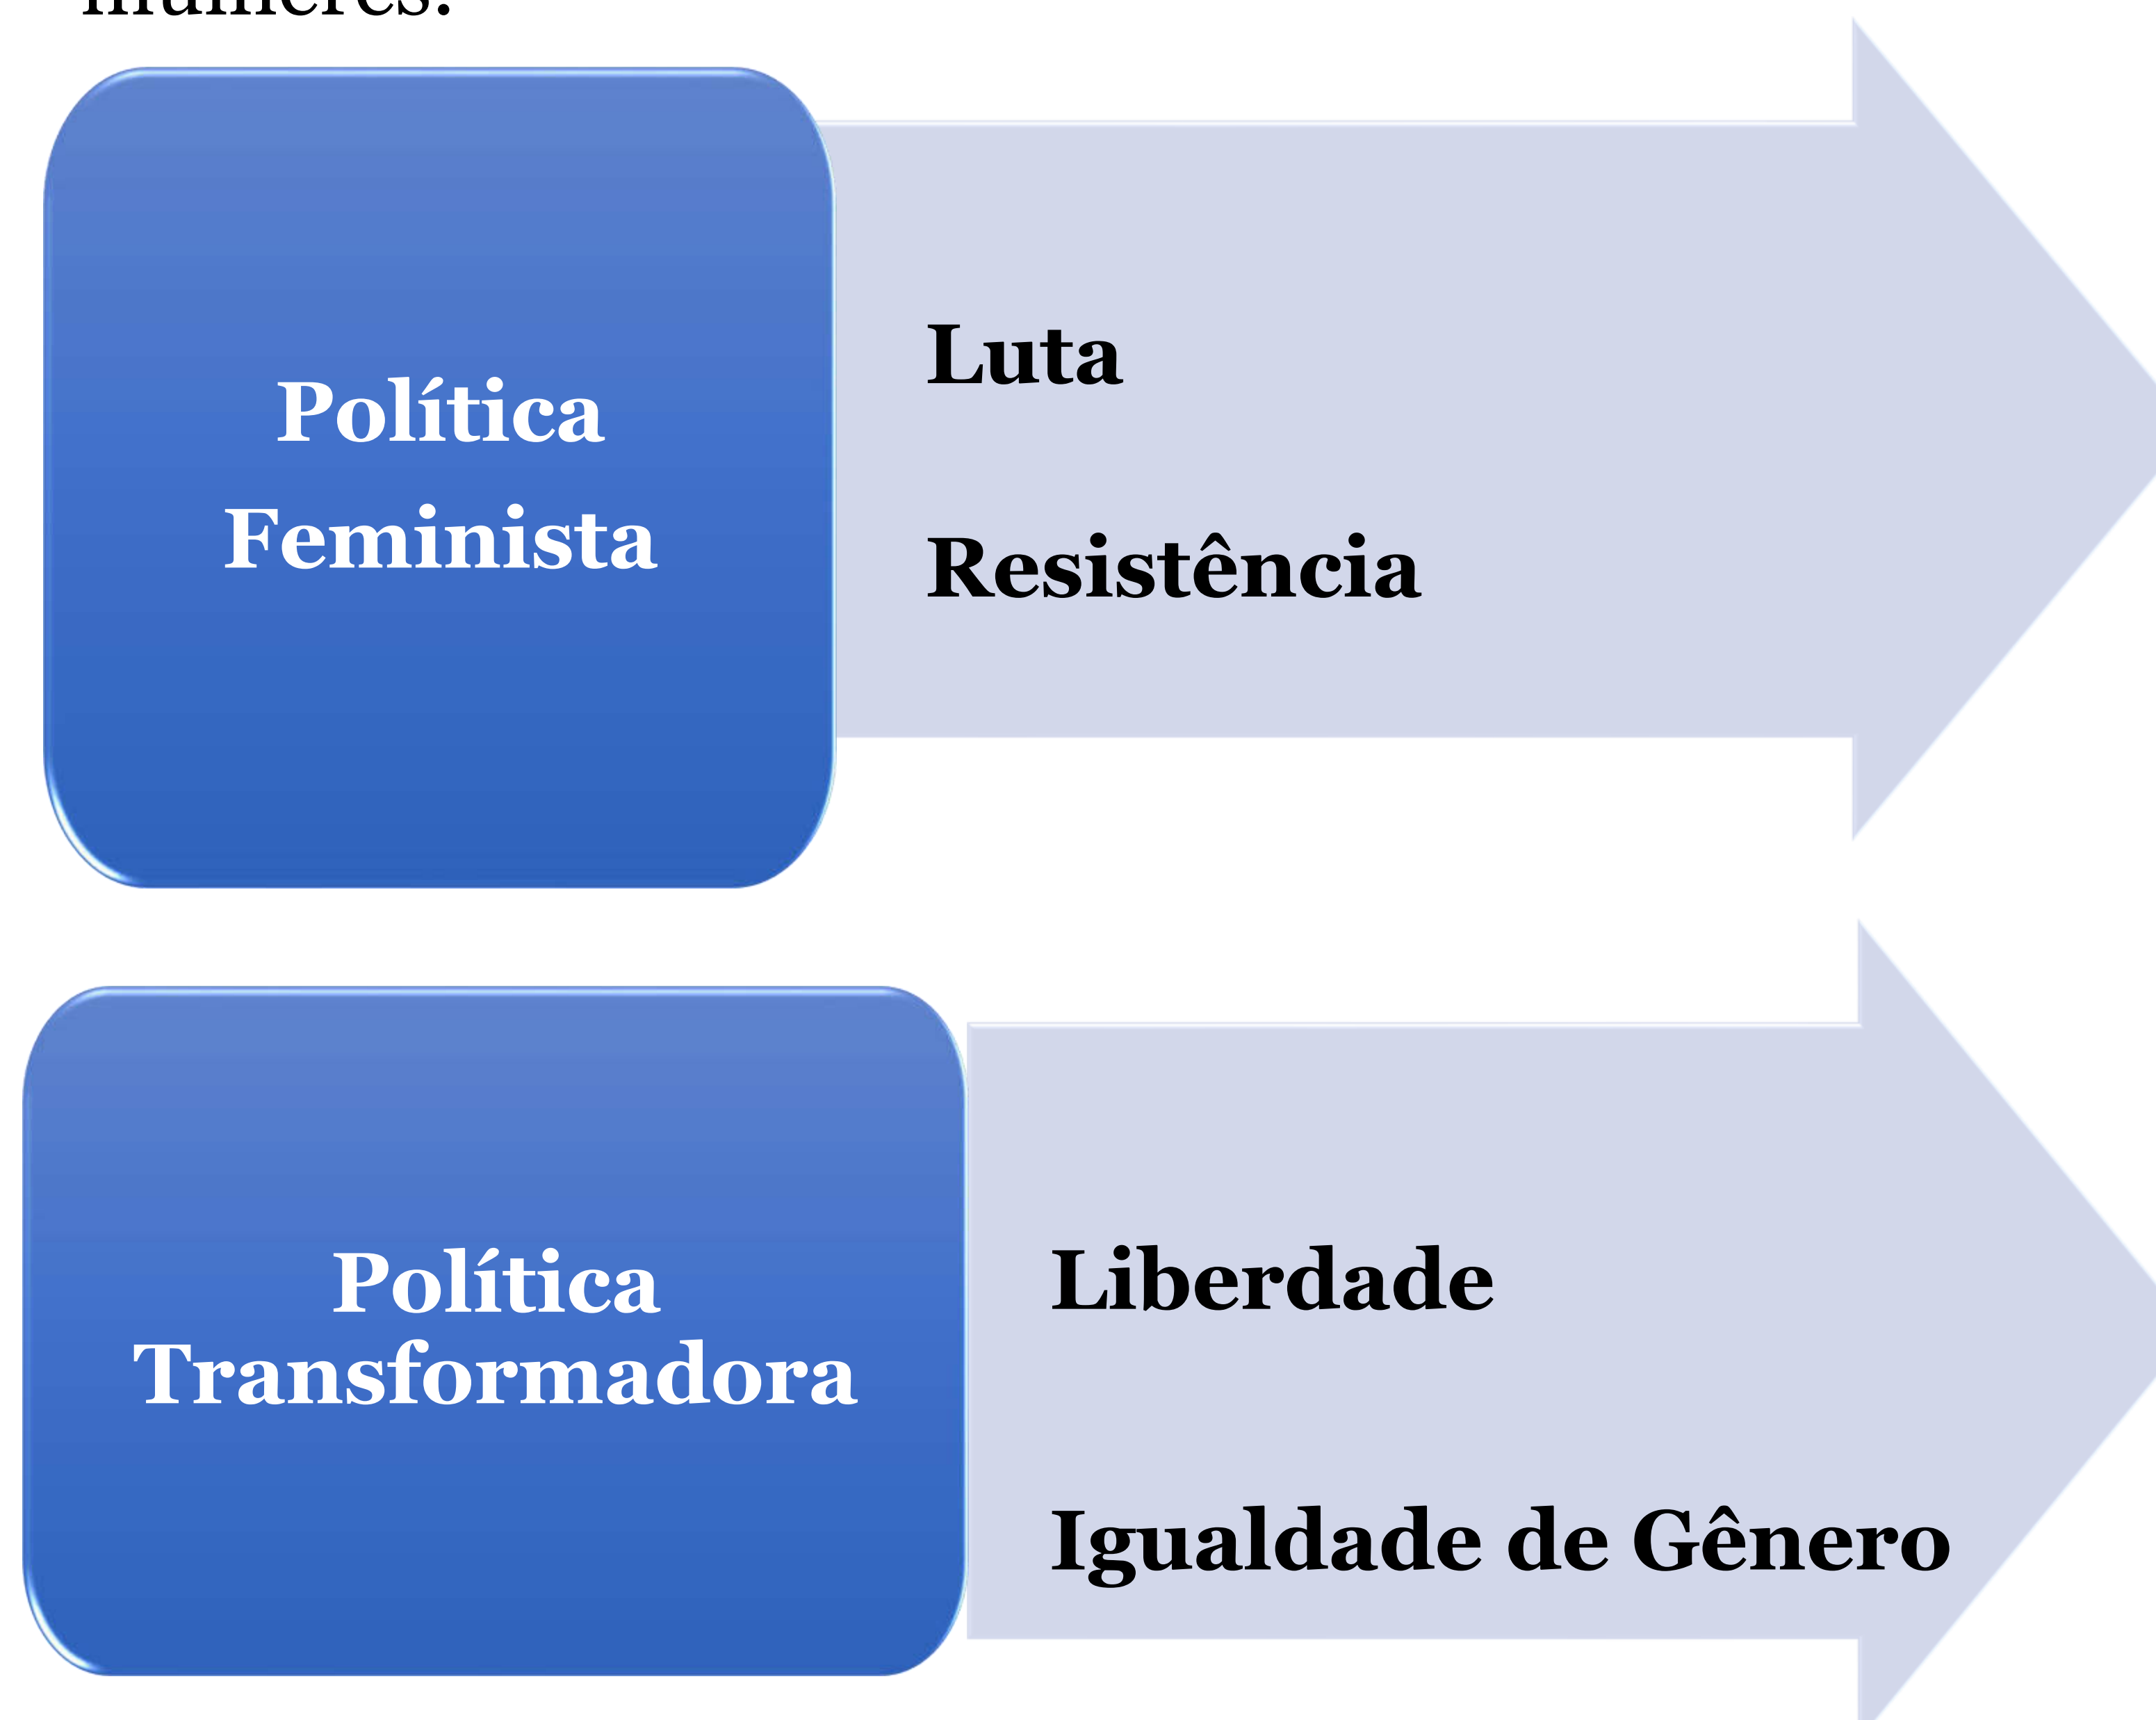 Política
Feminista
Luta
Resistência
Política
Transformadora
Liberdade
Igualdade de Gênero